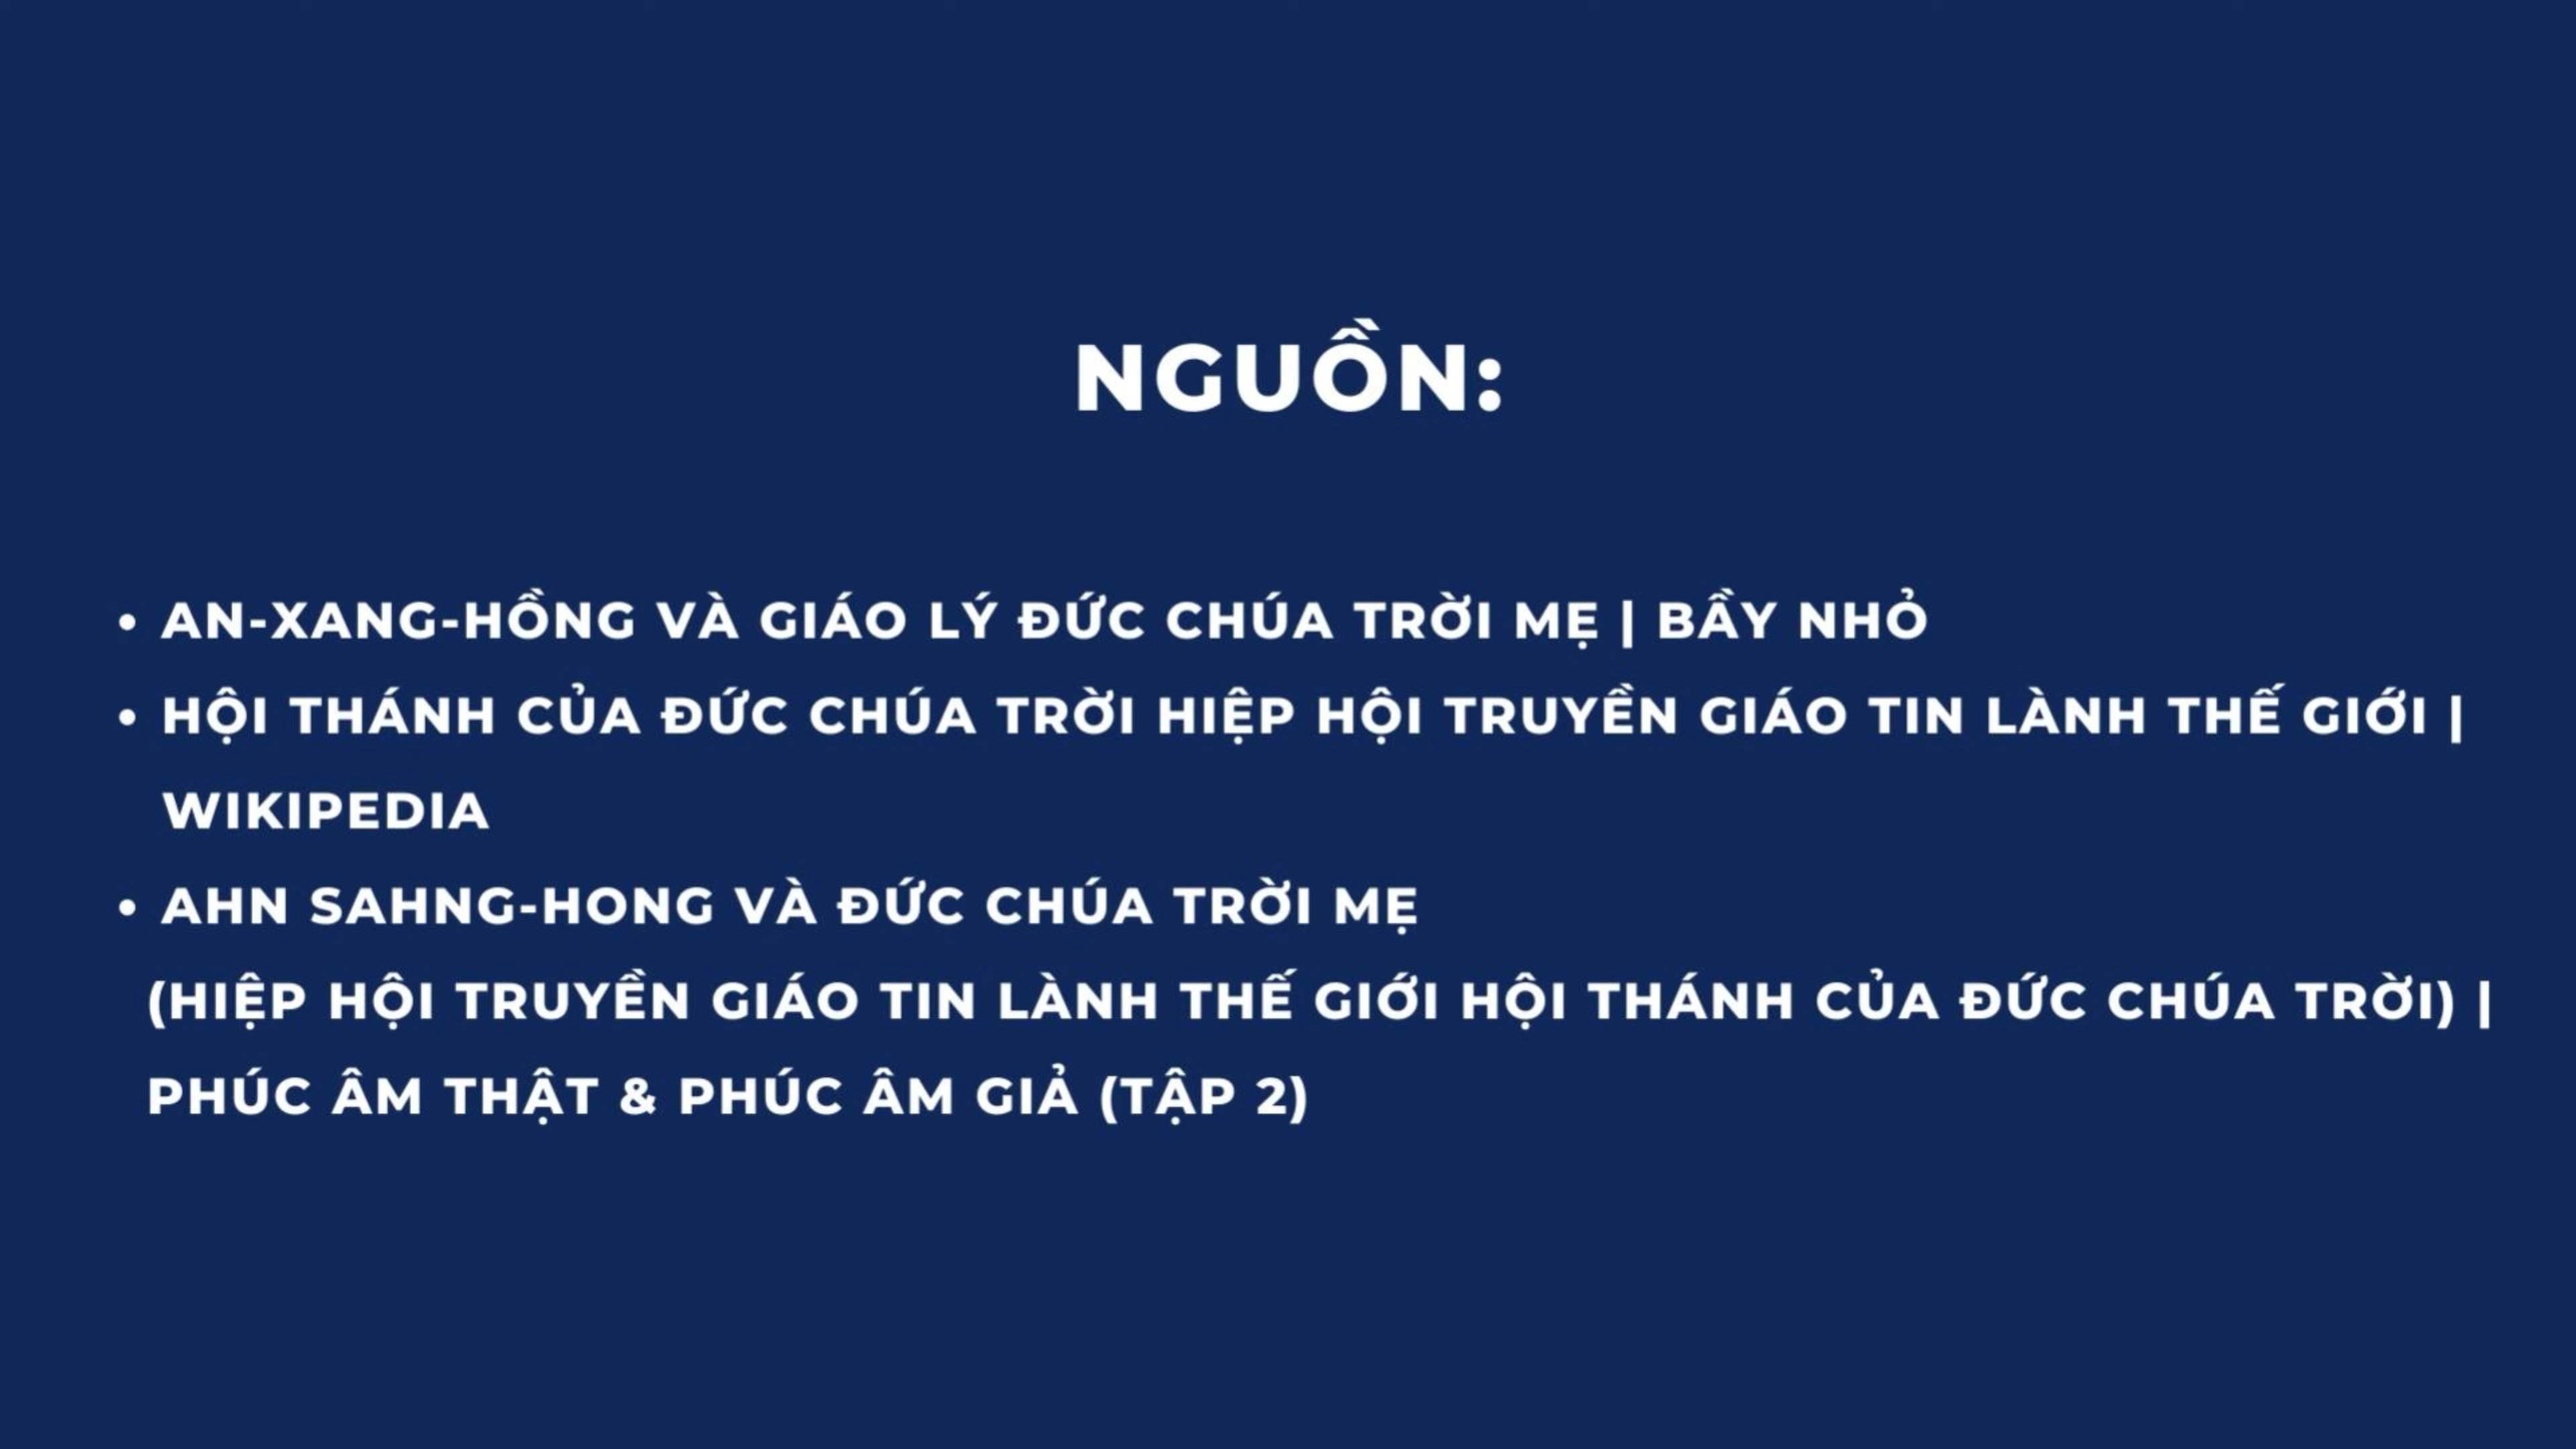 NGUỒN:
• AN-XANG-HỒNG VÀ GIÁO LÝ ĐỨC CHÚA TRỜI MẸ | BẦY NHỎ
• HỘI THÁNH CỦA ĐỨC CHÚA TRỜI HIỆP HỘI TRUYỀN GIÁO TIN LÀNH THẾ GIỚI |
WIKIPEDIA
• AHN SAHNG-HONG VÀ ĐỨC CHÚA TRỜI MẸ
(HIỆP HỘI TRUYỀN GIÁO TIN LÀNH THẾ GIỚI HỘI THÁNH CỦA ĐỨC CHÚA TRỜI) |
PHÚC ÂM THẬT & PHÚC ÂM GIẢ (TẬP 2)